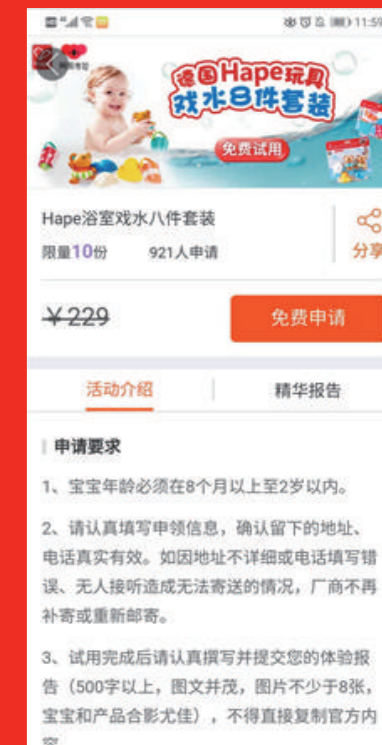 11:59
德国Hape玩具
戏水8件套装
免费试用
Hape浴室戏水八件套装
限量10份 921人申请
分享
￥229
免费申请
活动介绍 精华报告
申请要求
1、宝宝年龄必须在8个月以上至2岁以内。
2、请认真填写申领信息，确认留下的地址、
电话真实有效。如因地址不详细或电话填写错
误、无人接听造成无法寄送的情况，厂商不再
补寄或重新邮寄。
3、试用完成后请认真撰写并提交您的体验报
告（500字以上，图文并茂，图片不少于8张，
宝宝和产品合影尤佳），不得直接复制官方内